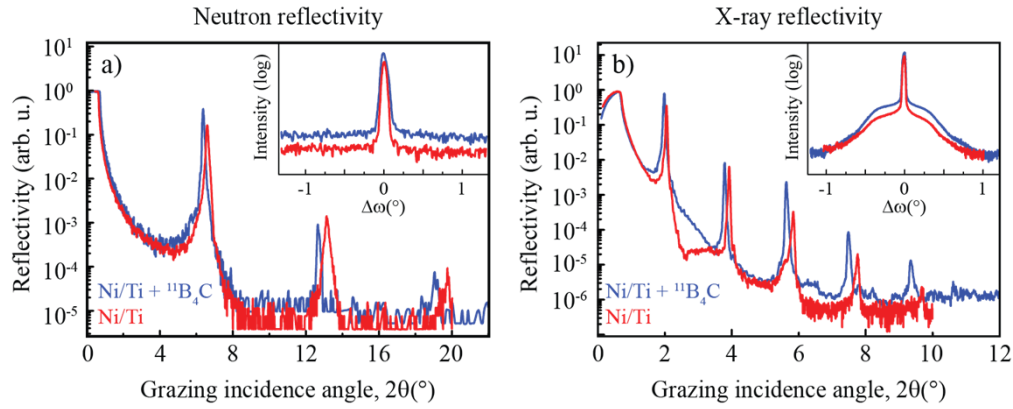 Neutron reflectivity
X-ray reflectivity
a)
Reflectivity (arb. u.)
10¹
10⁰
10⁻¹
10⁻²
10⁻³
10⁻⁴
10⁻⁵
Intensity (log)
-1 0 1
Δω(°)
Ni/Ti + ¹¹B₄C
Ni/Ti
0 4 8 12 16 20
Grazing incidence angle, 2θ(°)
b)
Reflectivity (arb. u.)
10¹
10⁰
10⁻¹
10⁻²
10⁻³
10⁻⁴
10⁻⁵
10⁻⁶
Intensity (log)
-1 0 1
Δω(°)
Ni/Ti + ¹¹B₄C
Ni/Ti
0 2 4 6 8 10 12
Grazing incidence angle, 2θ(°)